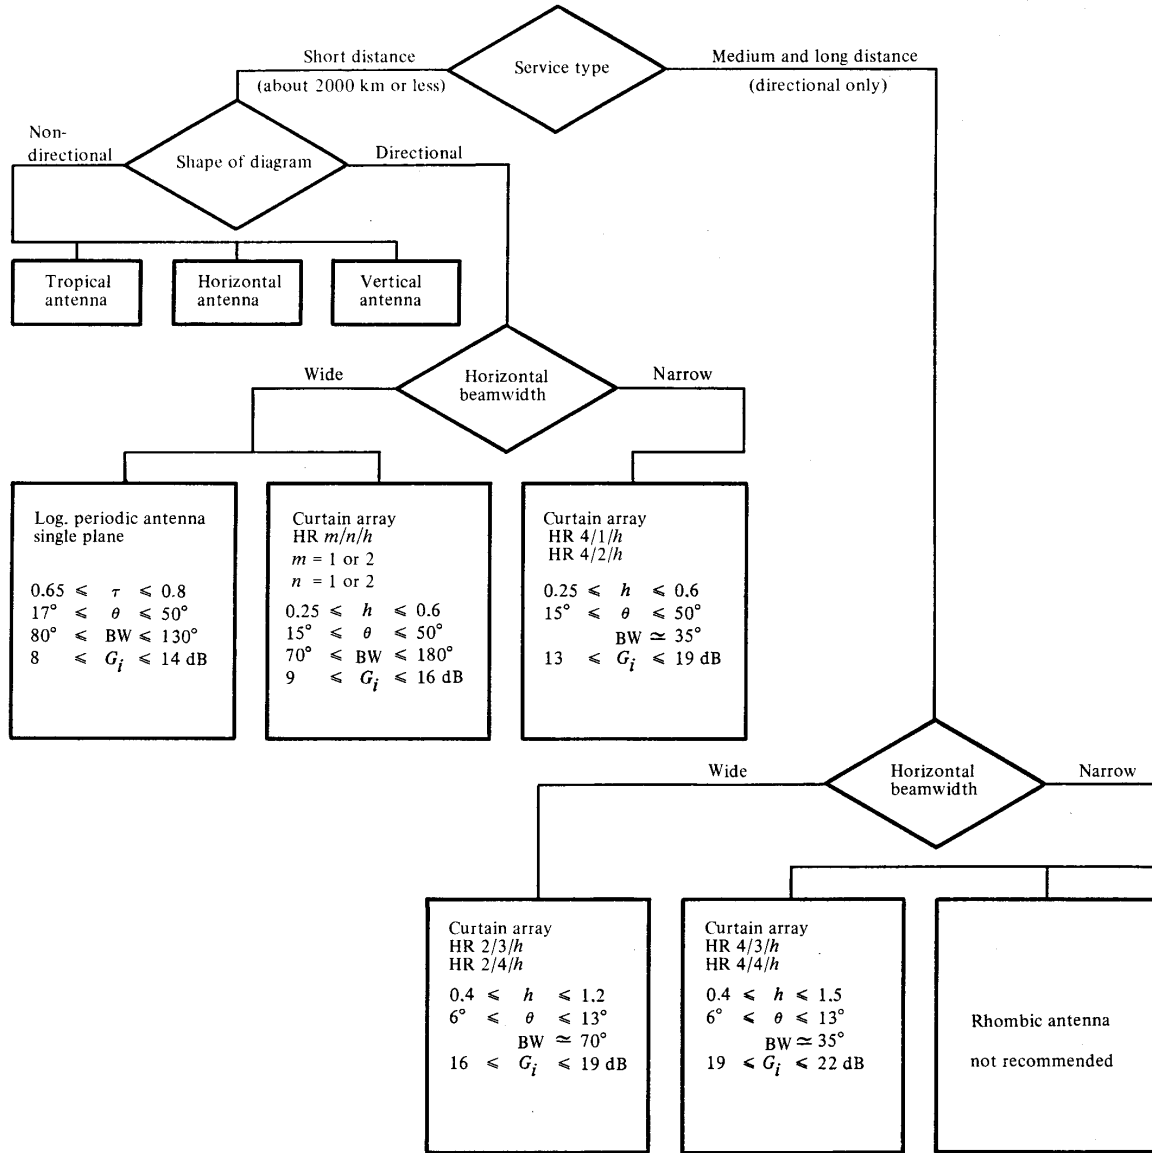 Service type
Short distance
(about 2000 km or less)
Medium and long distance
(directional only)
Shape of diagram
Non-
directional
Directional
Tropical
antenna
Horizontal
antenna
Vertical
antenna
Horizontal
beamwidth
Wide
Narrow
Log. periodic antenna
single plane
0.65 ⩽ τ ⩽ 0.8
17° ⩽ θ ⩽ 50°
80° ⩽ BW ⩽ 130°
8 ⩽ Gi ⩽ 14 dB
Curtain array
HR m/n/h
m = 1 or 2
n = 1 or 2
0.25 ⩽ h ⩽ 0.6
15° ⩽ θ ⩽ 50°
70° ⩽ BW ⩽ 180°
9 ⩽ Gi ⩽ 16 dB
Curtain array
HR 4/1/h
HR 4/2/h
0.25 ⩽ h ⩽ 0.6
15° ⩽ θ ⩽ 50°
BW ≃ 35°
13 ⩽ Gi ⩽ 19 dB
Horizontal
beamwidth
Wide
Narrow
Curtain array
HR 2/3/h
HR 2/4/h
0.4 ⩽ h ⩽ 1.2
6° ⩽ θ ⩽ 13°
BW ≃ 70°
16 ⩽ Gi ⩽ 19 dB
Curtain array
HR 4/3/h
HR 4/4/h
0.4 ⩽ h ⩽ 1.5
6° ⩽ θ ⩽ 13°
BW ≃ 35°
19 ⩽ Gi ⩽ 22 dB
Rhombic antenna
not recommended